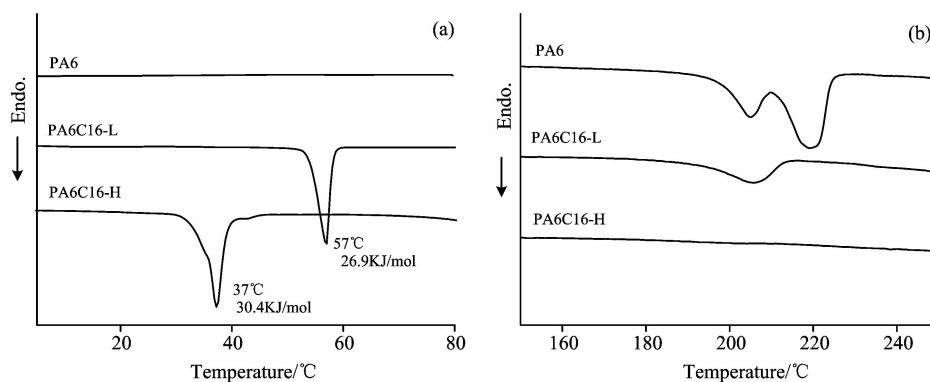 (a)
PA6
PA6C16-L
PA6C16-H
57℃
26.9KJ/mol
37℃
30.4KJ/mol
Endo.
20
40
60
80
Temperature/℃
(b)
PA6
PA6C16-L
PA6C16-H
Endo.
160
180
200
220
240
Temperature/℃